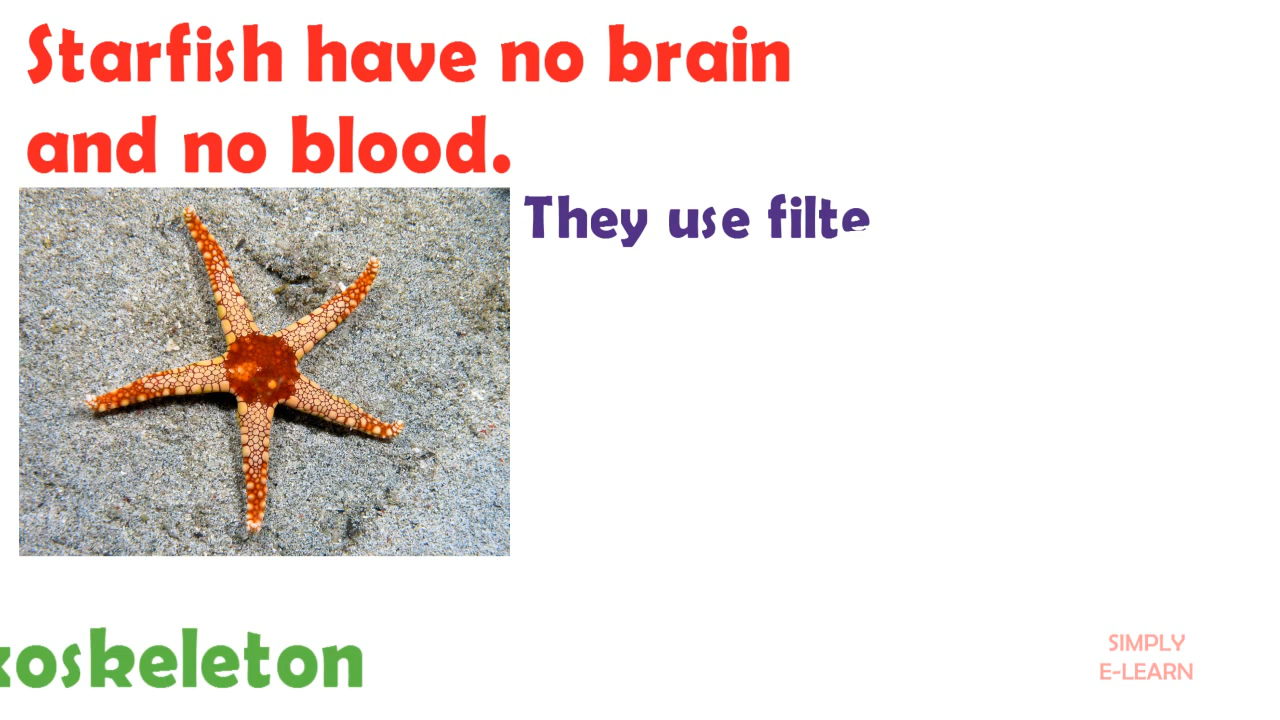 Starfish have no brain
and no blood.
They use filte
xoskeleton
SIMPLY
E-LEARN